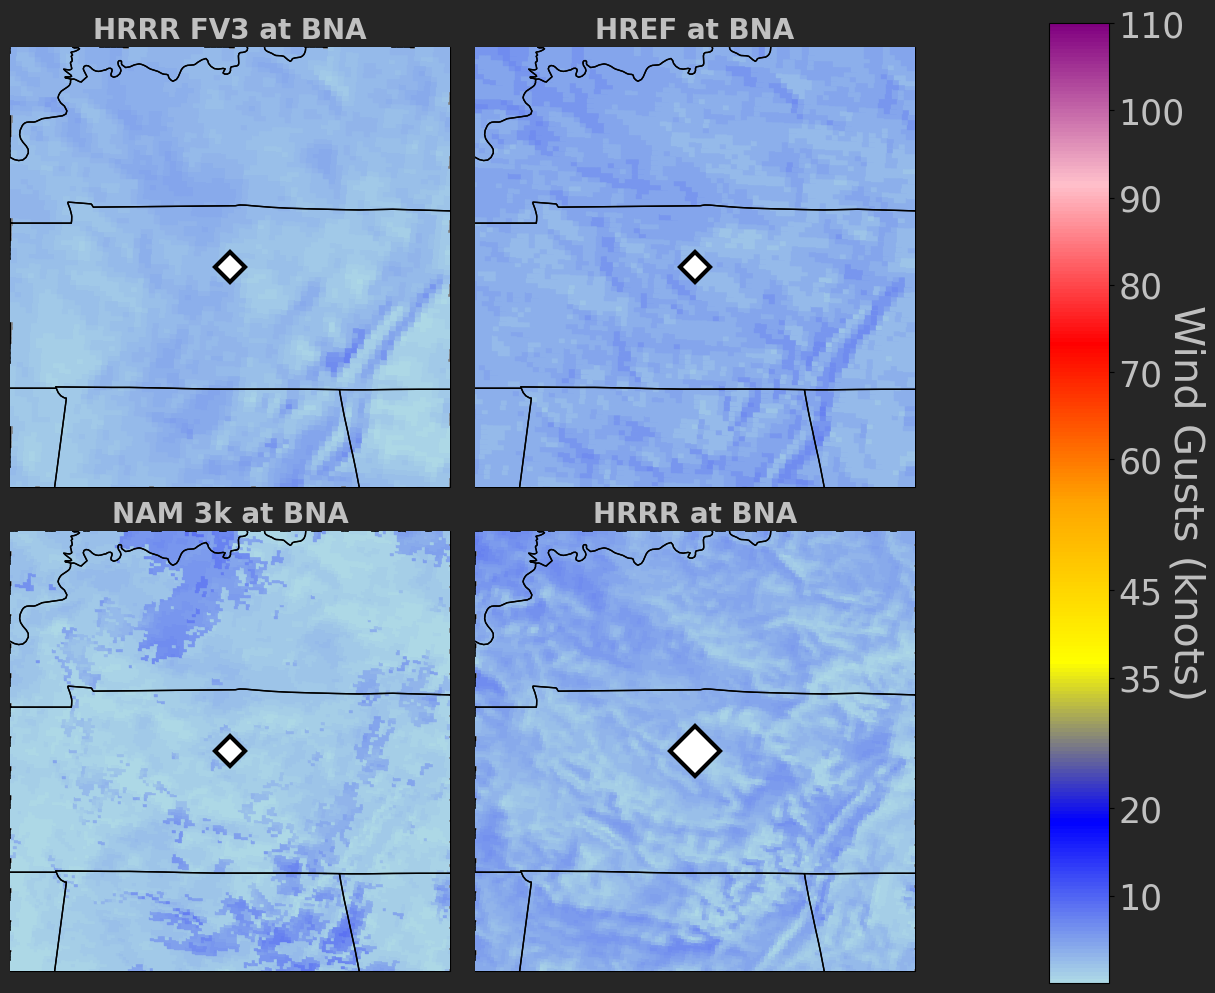 HRRR FV3 at BNA
HREF at BNA
NAM 3k at BNA
HRRR at BNA
110
100
90
80
70
60
45
35
20
10
Wind Gusts (knots)